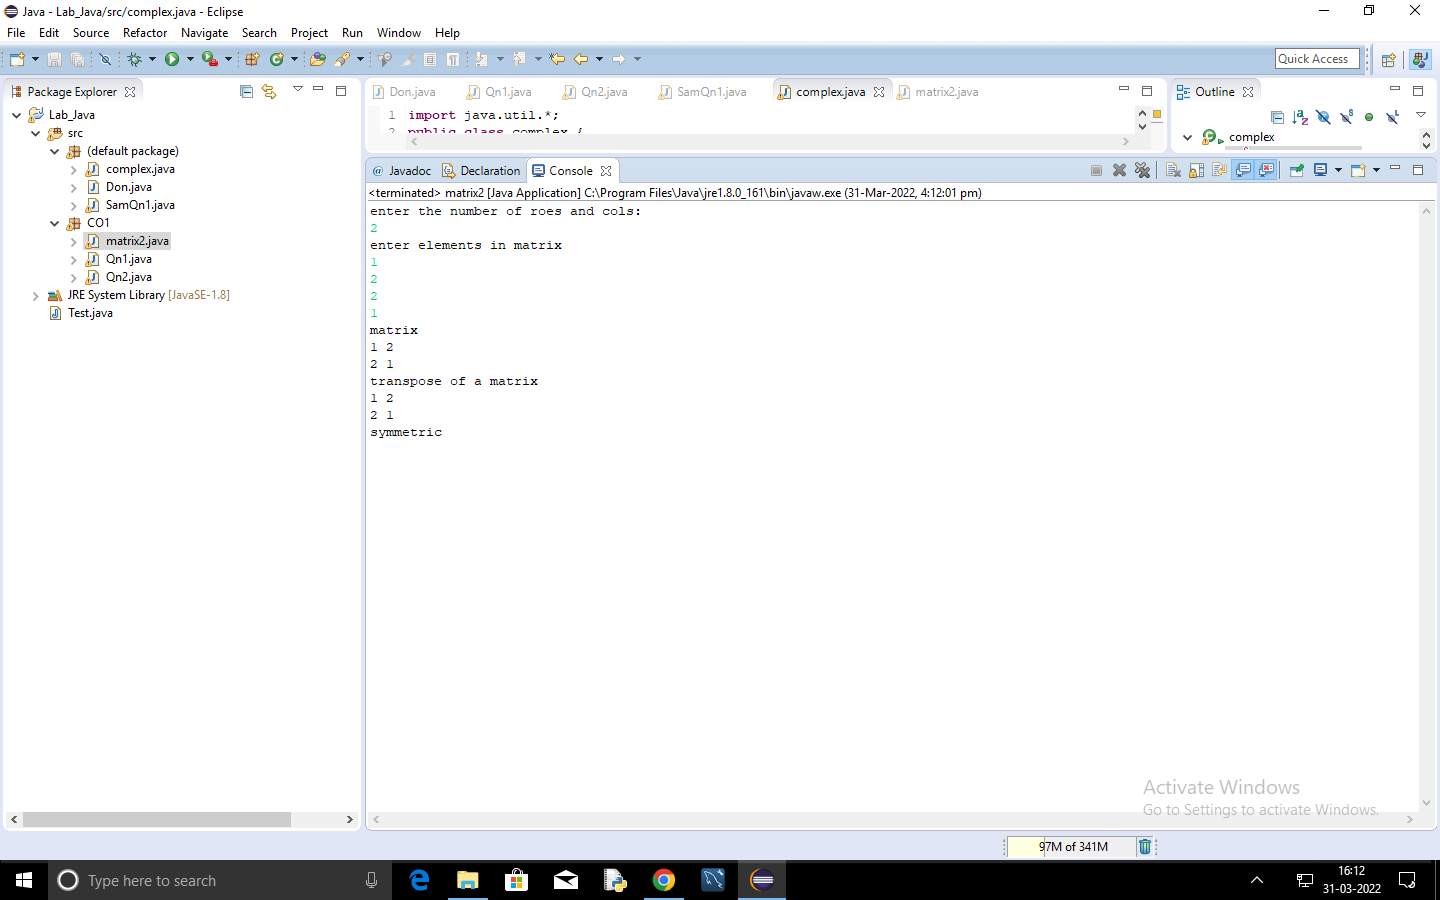 Java - Lab_Java/src/complex.java - Eclipse
File Edit Source Refactor Navigate Search Project Run Window Help
Quick Access
Package Explorer
Lab_Java
src
(default package)
complex.java
Don.java
SamQn1.java
CO1
matrix2.java
Qn1.java
Qn2.java
JRE System Library [JavaSE-1.8]
Test.java
Don.java Qn1.java Qn2.java SamQn1.java complex.java matrix2.java
1 import java.util.*;
2 public class complex {
Outline
complex
@ Javadoc Declaration Console
<terminated> matrix2 [Java Application] C:\Program Files\Java\jre1.8.0_161\bin\javaw.exe (31-Mar-2022, 4:12:01 pm)
enter the number of roes and cols:
2
enter elements in matrix
1
2
2
1
matrix
1 2
2 1
transpose of a matrix
1 2
2 1
symmetric
Activate Windows
Go to Settings to activate Windows.
97M of 341M
Type here to search
16:12
31-03-2022